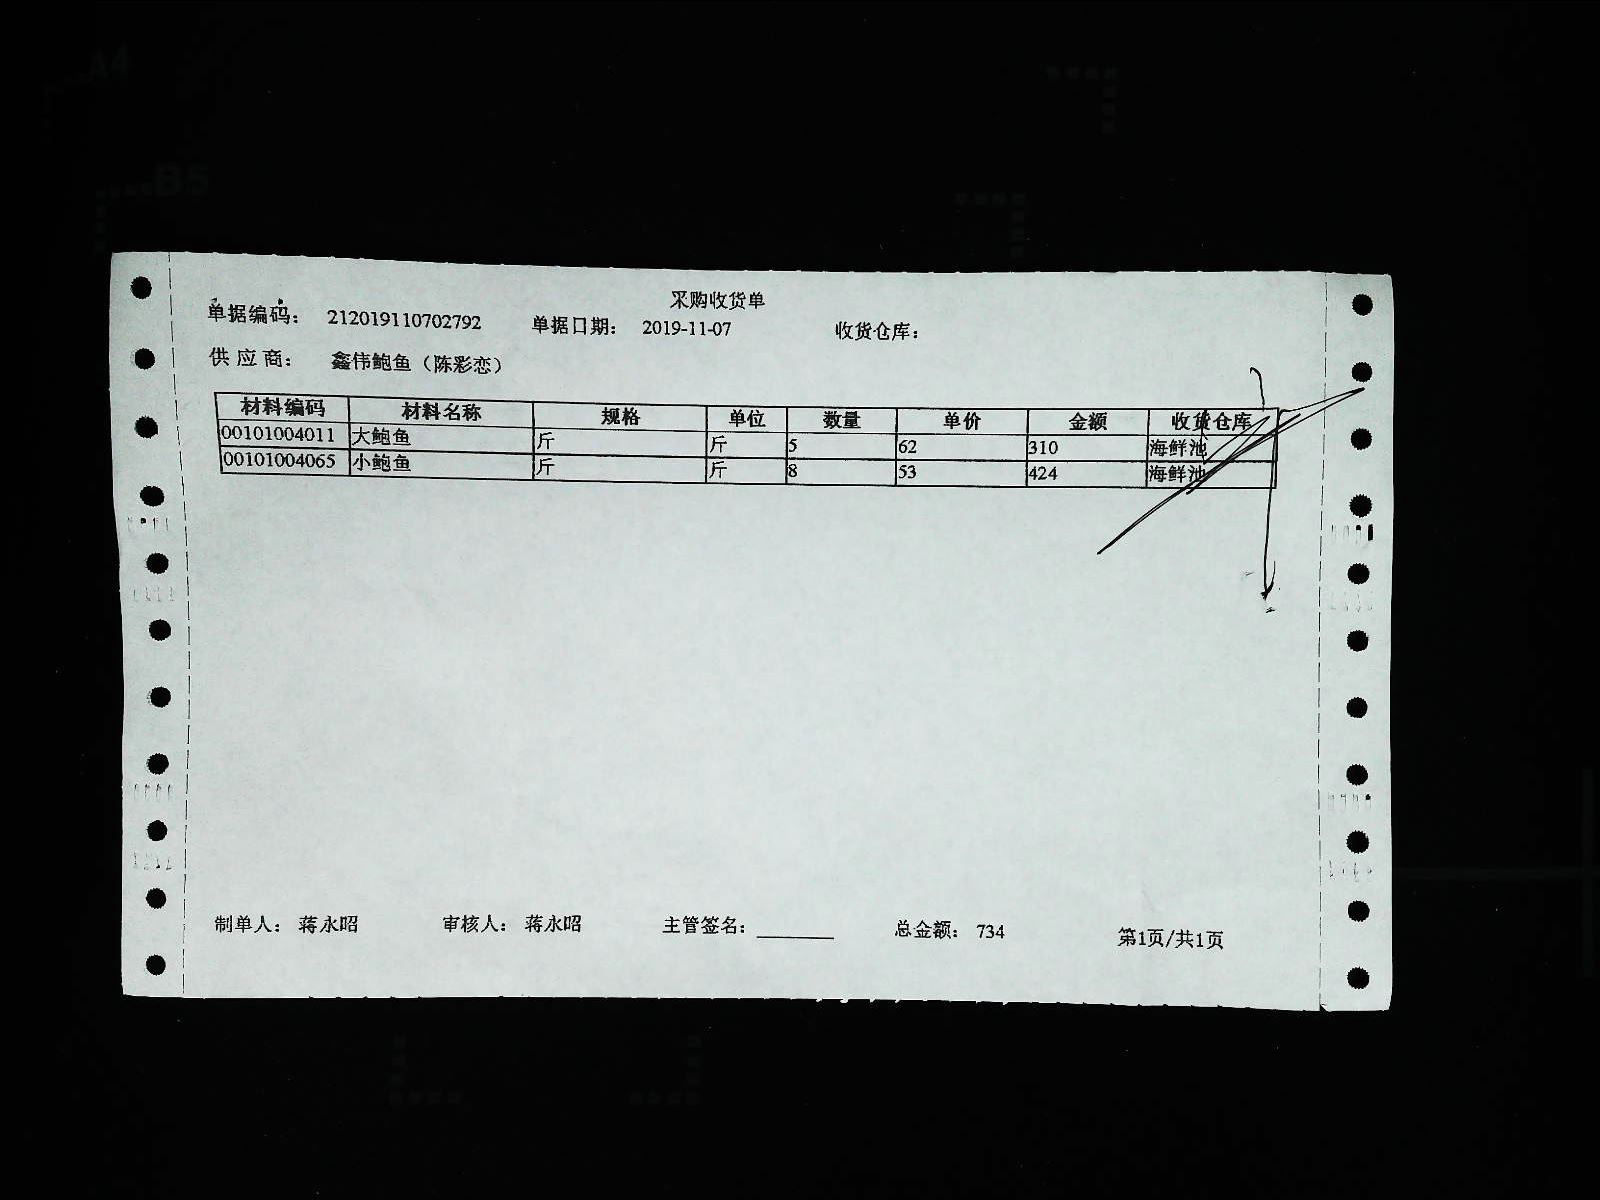 A4
B5
采购收货单
单据编码： 212019110702792 单据日期： 2019-11-07 收货仓库：
供 应 商： 鑫伟鲍鱼（陈彩恋）
材料编码 材料名称 规格 单位 数量 单价 金额 收货仓库
00101004011 大鲍鱼 斤 斤 5 62 310 海鲜池
00101004065 小鲍鱼 斤 斤 8 53 424 海鲜池
制单人： 蒋永昭 审核人： 蒋永昭 主管签名： 总金额： 734 第1页/共1页